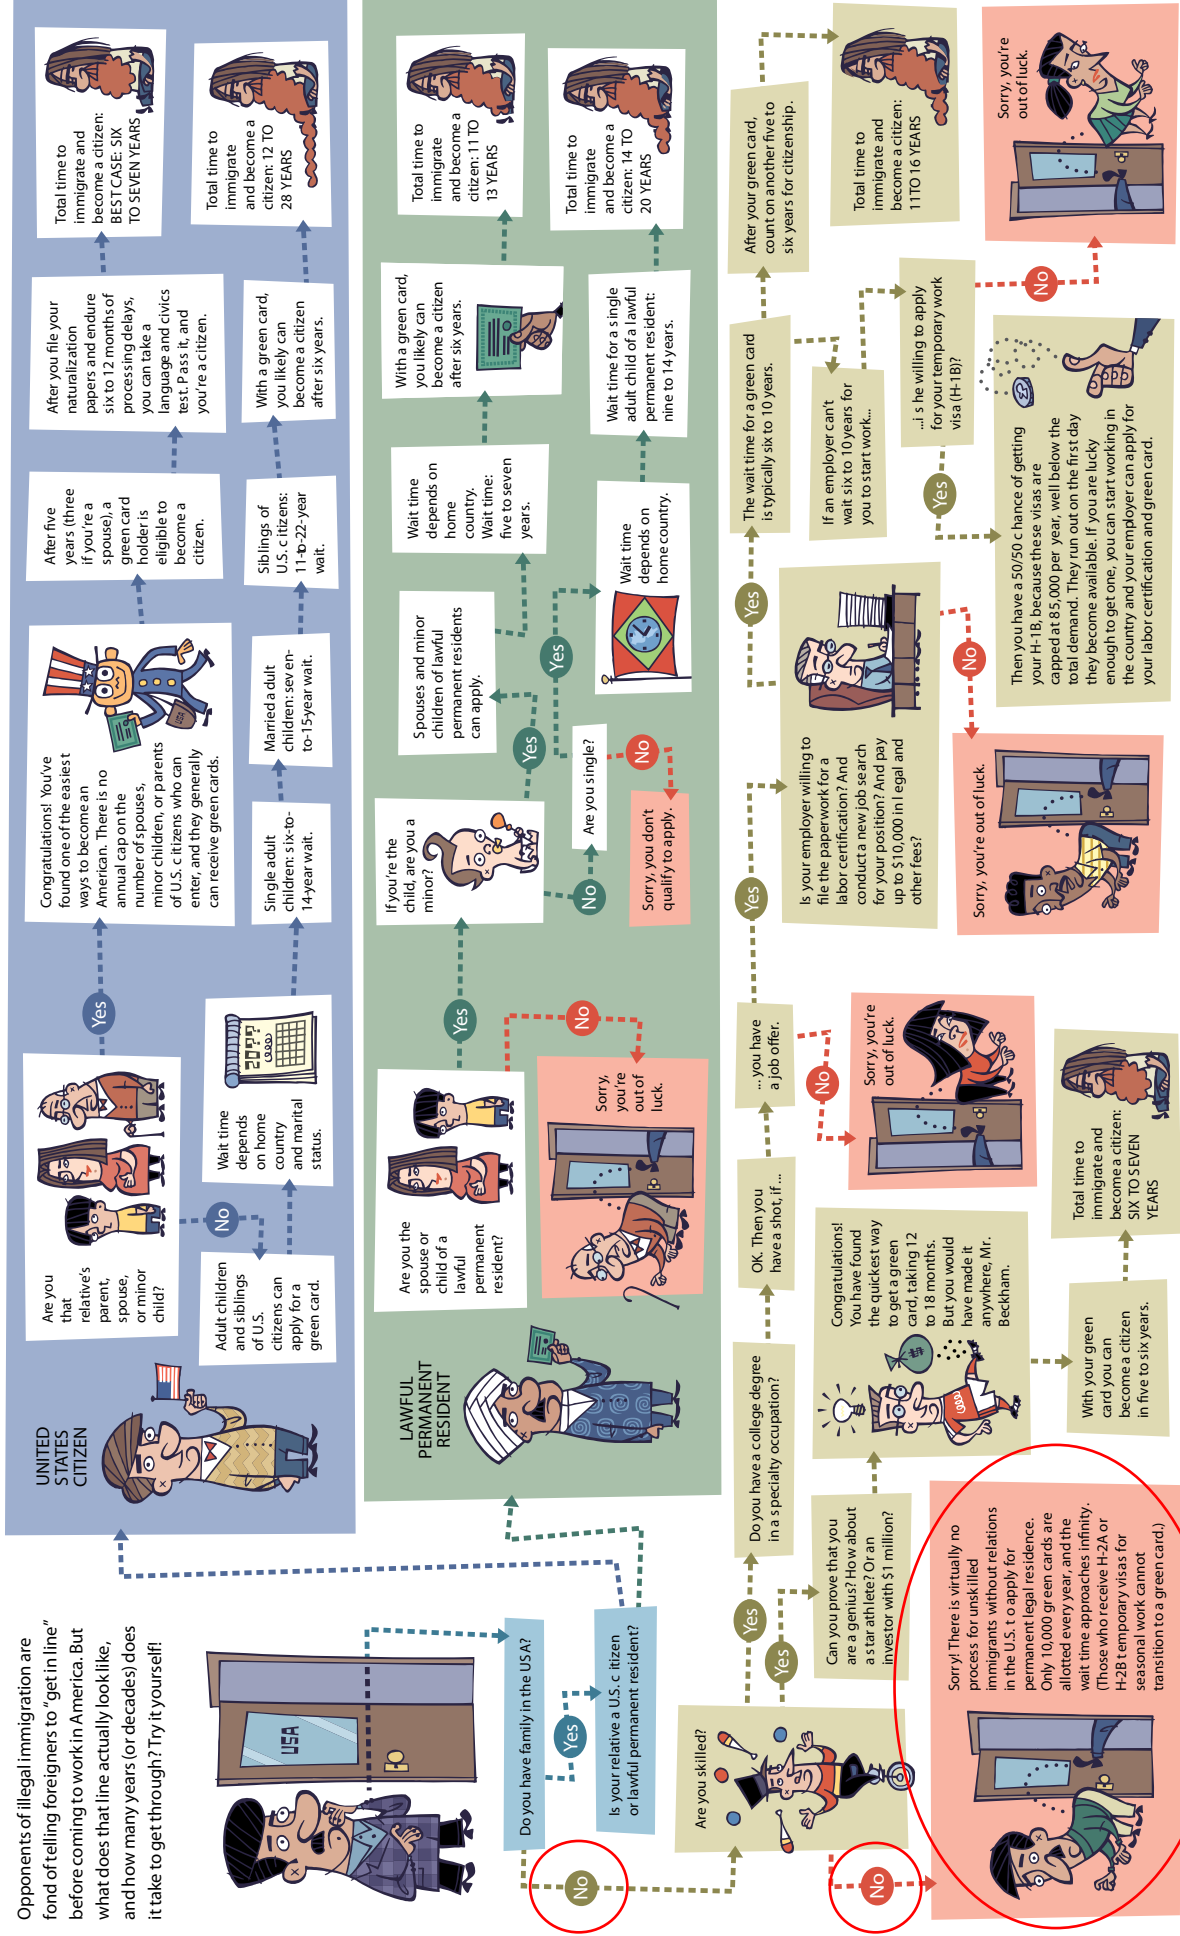 Opponents of illegal immigration are
fond of telling foreigners to “get in line”
before coming to work in America. But
what does that line actually look like,
and how many years (or decades) does
it take to get through? Try it yourself!
USA
Do you have family in the USA?
Yes
Is your relative a U.S. c itizen
or lawful permanent resident?
No
UNITED
STATES
CITIZEN
Are you
that
relative's
parent,
spouse,
or minor
child?
Yes
Congratulations! You've
found one of the easiest
ways to become an
American. There is no
annual cap on the
number of spouses,
minor children, or parents
of U.S. c itizens who can
enter, and they generally
can receive green cards.
USA
After five
years (three
if you're a
spouse), a
green card
holder is
eligible to
become a
citizen.
After you file your
naturalization
papers and endure
six to 12 months of
processing delays,
you can take a
language and civics
test. Pass it, and
you're a citizen.
Total time to
immigrate and
become a citizen:
BEST CASE: SIX
TO SEVEN YEARS
No
Adult children
and siblings
of U.S.
citizens can
apply for a
green card.
Wait time
depends
on home
country
and marital
status.
20??
Single adult
children: six-to-
14-year wait.
Married a dult
children: sev en-
to-15-year wait.
Siblings of
U.S. c itizens:
11-to-22-year
wait.
With a green card,
you likely can
become a citizen
after six years.
Total time to
immigrate
and become a
citizen: 12 TO
28 YEARS
LAWFUL
PERMANENT
RESIDENT
Are you the
spouse or
child of a
lawful
permanent
resident?
Yes
No
Sorry,
you're
out of
luck.
If you're the
child, are you a
minor?
Yes
Spouses and minor
children of lawful
permanent residents
can apply.
Wait time
depends on
home
country.
Wait time:
five to seven
years.
With a green card,
you likely can
become a citizen
after six years.
Total time to
immigrate
and become a
citizen: 11 TO
13 YEARS
No
Are you single?
Yes
No
Sorry, you don't
qualify to apply.
Wait time
depends on
home country.
Wait time for a single
adult child of a lawful
permanent resident:
nine to 14 years.
Total time to
immigrate
and become a
citizen: 14 TO
20 YEARS
Are you skilled?
Yes
Do you have a college degree
in a specialty occupation?
OK. Then you
have a shot, if ...
... you have
a job offer.
Yes
No
Sorry, you're
out of luck.
Is your employer willing to
file the paperwork for a
labor certification? And
conduct a new job search
for your position? And pay
up to $10,000 in l egal and
other fees?
Yes
No
Sorry, you're out of luck.
The wait time for a green card
is typically six to 10 years.
After your green card,
count on another five to
six years for citizenship.
Total time to
immigrate and
become a citizen:
11 TO 16 YEARS
If an employer can't
wait six to 10 years for
you to start work...
...i s he willing to apply
for your temporary work
visa (H-1B)?
No
Sorry, you're
out of luck.
Yes
Then you have a 50/50 chance of getting
your H-1B, because these visas are
capped at 85,000 per year, well below the
total demand. They run out on the first day
they become available. If you are lucky
enough to get one, you can start working in
the country and your employer can apply for
your labor certification and green card.
Yes
Can you prove that you
are a genius? How about
a star athlete? Or an
investor with $1 million?
Congratulations!
You have found
the quickest way
to get a green
card, taking 12
to 18 months.
But you would
have made it
anywhere, Mr.
Beckham.
With your green
card you can
become a citizen
in five to six years.
Total time to
immigrate and
become a citizen:
SIX TO SEVEN
YEARS
No
Sorry! There is virtually no
process for unskilled
immigrants without relations
in the U.S. t o apply for
permanent legal residence.
Only 10,000 green cards are
allotted every year, and the
wait time approaches infinity.
(Those who receive H-2A or
H-2B t emporary visas for
seasonal work cannot
transition to a green card.)